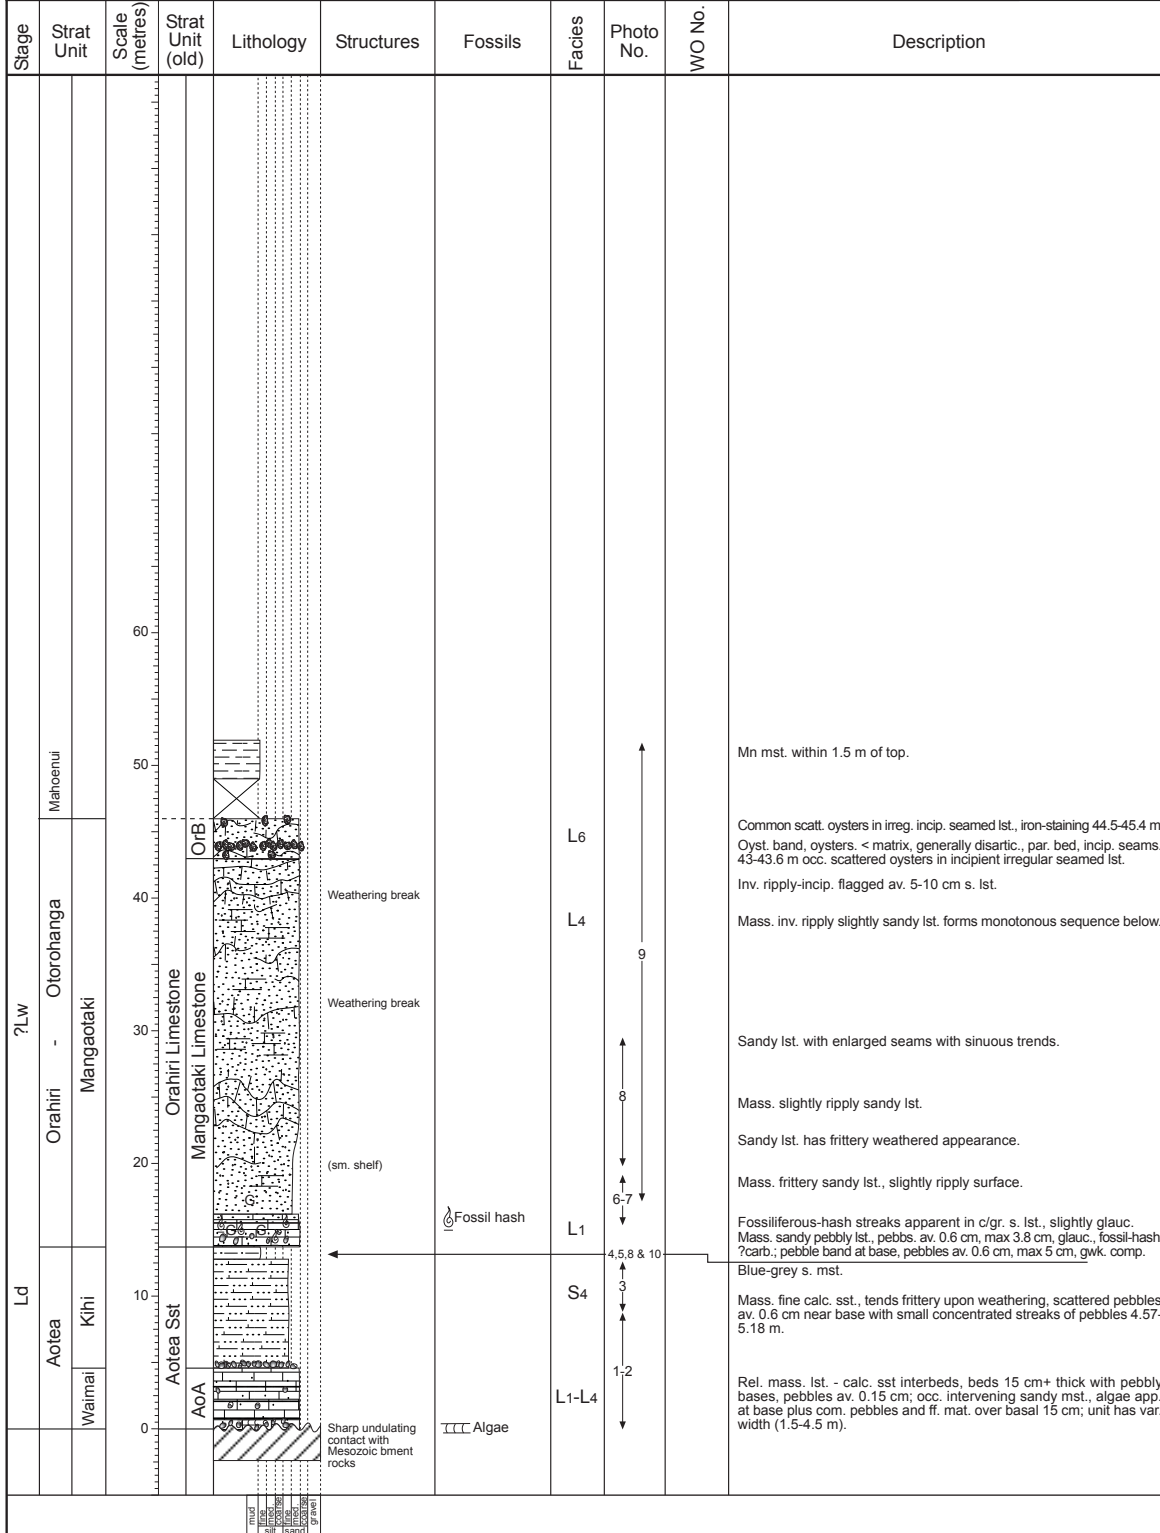 Stage
Strat
Unit
Scale
(metres)
Strat
Unit
(old)
Lithology
Structures
Fossils
Facies
Photo
No.
WO No.
Description
60
50
40
30
20
10
0
?Lw
Ld
Mahoenui
Orahiri - Otorohanga
Mangaotaki
Aotea
Kihi
Waimai
Orahiri Limestone
Mangaotaki Limestone
OrB
Aotea Sst
AoA
G
G G
Weathering break
Weathering break
(sm. shelf)
Sharp undulating
contact with
Mesozoic bment
rocks
Fossil hash
Algae
L6
L4
L1
S4
L1-L4
9
8
6-7
4,5,8 & 10
3
1-2
Mn mst. within 1.5 m of top.
Common scatt. oysters in irreg. incip. seamed lst., iron-staining 44.5-45.4 m
Oyst. band, oysters. < matrix, generally disartic., par. bed, incip. seams.
43-43.6 m occ. scattered oysters in incipient irregular seamed lst.
Inv. ripply-incip. flagged av. 5-10 cm s. lst.
Mass. inv. ripply slightly sandy lst. forms monotonous sequence below.
Sandy lst. with enlarged seams with sinuous trends.
Mass. slightly ripply sandy lst.
Sandy lst. has frittery weathered appearance.
Mass. frittery sandy lst., slightly ripply surface.
Fossiliferous-hash streaks apparent in c/gr. s. lst., slightly glauc.
Mass. sandy pebbly lst., pebbs. av. 0.6 cm, max 3.8 cm, glauc., fossil-hash
?carb.; pebble band at base, pebbles av. 0.6 cm, max 5 cm, gwk. comp.
Blue-grey s. mst.
Mass. fine calc. sst., tends frittery upon weathering, scattered pebbles
av. 0.6 cm near base with small concentrated streaks of pebbles 4.57-
5.18 m.
Rel. mass. lst. - calc. sst interbeds, beds 15 cm+ thick with pebbly
bases, pebbles av. 0.15 cm; occ. intervening sandy mst., algae app.
at base plus com. pebbles and ff. mat. over basal 15 cm; unit has var.
width (1.5-4.5 m).
mud
fine
med.
coarse
fine
med.
coarse
gravel
silt
sand